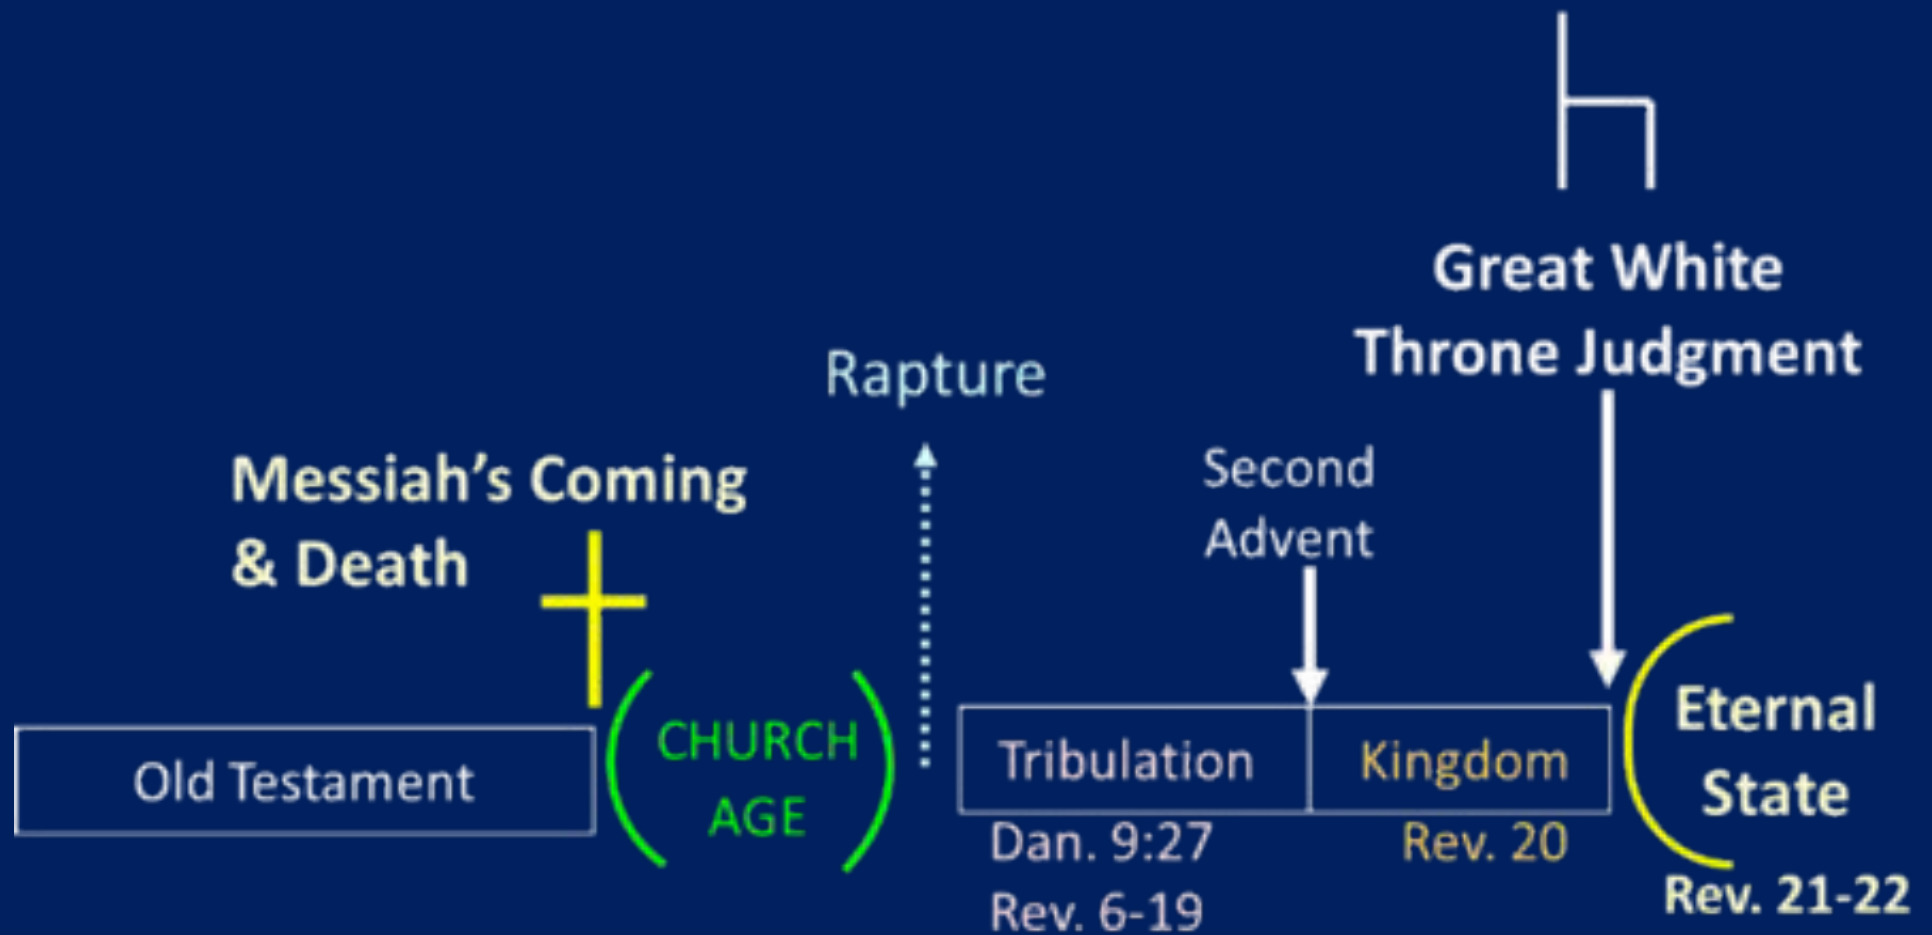 Great White
Throne Judgment
Rapture
Second
Advent
Messiah's Coming
& Death
Old Testament
CHURCH
AGE
Tribulation
Kingdom
Eternal
State
Dan. 9:27
Rev. 6-19
Rev. 20
Rev. 21-22